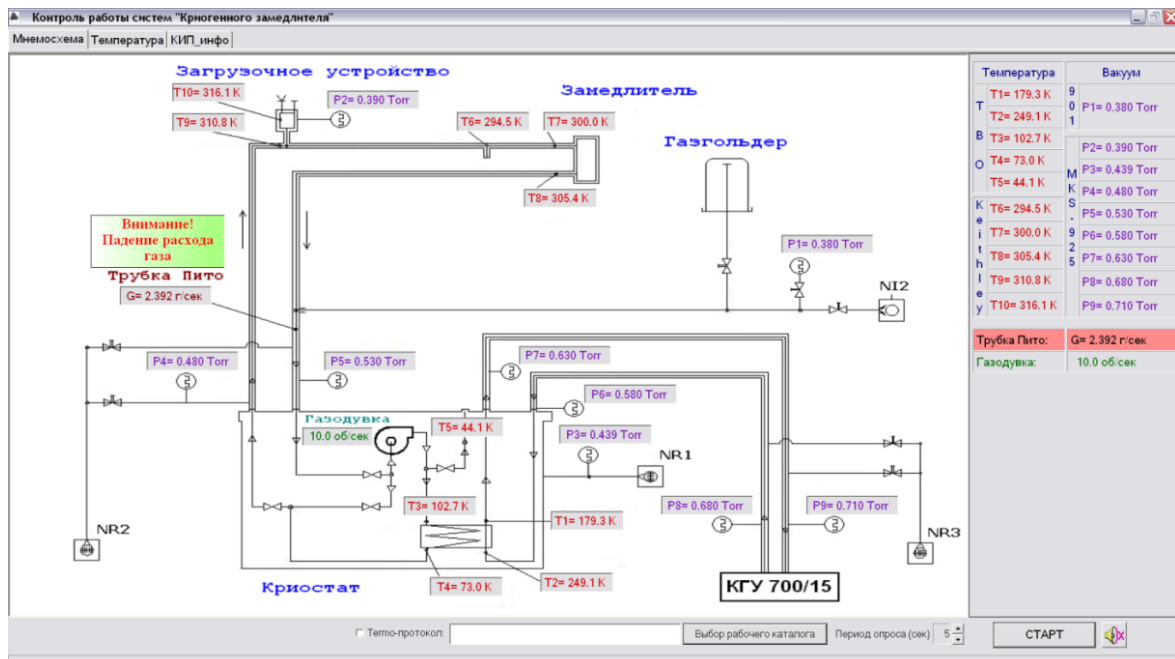 Контроль работы систем "Криогенного замедлителя"
Мнемосхема Температура КИП_инфо
Загрузочное устройство
T10= 316.1 K
P2= 0.390 Torr
T9= 310.8 K
T6= 294.5 K
T7= 300.0 K
Замедлитель
T8= 305.4 K
Газгольдер
Внимание!
Падение расхода
газа
Трубка Пито
G= 2.392 г/сек
P1= 0.380 Torr
NI2
P4= 0.480 Torr
P5= 0.530 Torr
P7= 0.630 Torr
P6= 0.580 Torr
Газодувка
10.0 об/сек
T5= 44.1 K
P3= 0.439 Torr
NR1
T3= 102.7 K
T1= 179.3 K
P8= 0.680 Torr
P9= 0.710 Torr
NR2
NR3
T4= 73.0 K
T2= 249.1 K
Криостат
КГУ 700/15
Температура
ТВО
T1= 179.3 K
T2= 249.1 K
T3= 102.7 K
T4= 73.0 K
T5= 44.1 K
Keithley
T6= 294.5 K
T7= 300.0 K
T8= 305.4 K
T9= 310.8 K
T10= 316.1 K
Вакуум
901
P1= 0.380 Torr
MKS-925
P2= 0.390 Torr
P3= 0.439 Torr
P4= 0.480 Torr
P5= 0.530 Torr
P6= 0.580 Torr
P7= 0.630 Torr
P8= 0.680 Torr
P9= 0.710 Torr
Трубка Пито: G= 2.392 г/сек
Газодувка: 10.0 об/сек
Termo-протокол: Выбор рабочего каталога Период опроса (сек) 5 СТАРТ